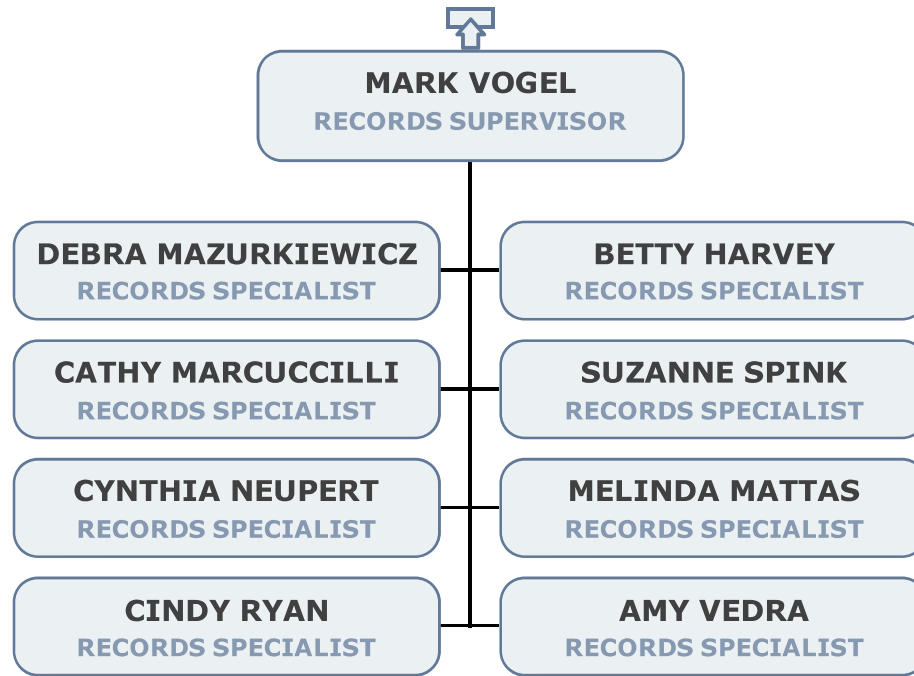 MARK VOGEL
RECORDS SUPERVISOR
DEBRA MAZURKIEWICZ
RECORDS SPECIALIST
BETTY HARVEY
RECORDS SPECIALIST
CATHY MARCUCCILLI
RECORDS SPECIALIST
SUZANNE SPINK
RECORDS SPECIALIST
CYNTHIA NEUPERT
RECORDS SPECIALIST
MELINDA MATTAS
RECORDS SPECIALIST
CINDY RYAN
RECORDS SPECIALIST
AMY VEDRA
RECORDS SPECIALIST